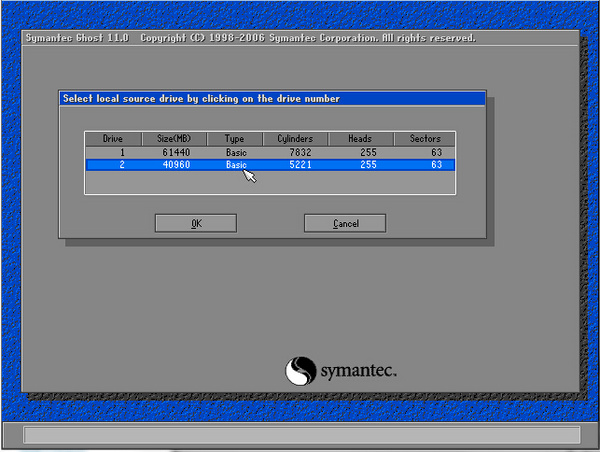 Symantec Ghost 11.0 Copyright (C) 1998-2006 Symantec Corporation. All rights reserved.
Select local source drive by clicking on the drive number
Drive Size(MB) Type Cylinders Heads Sectors
1 61440 Basic 7832 255 63
2 40960 Basic 5221 255 63
OK Cancel
symantec.